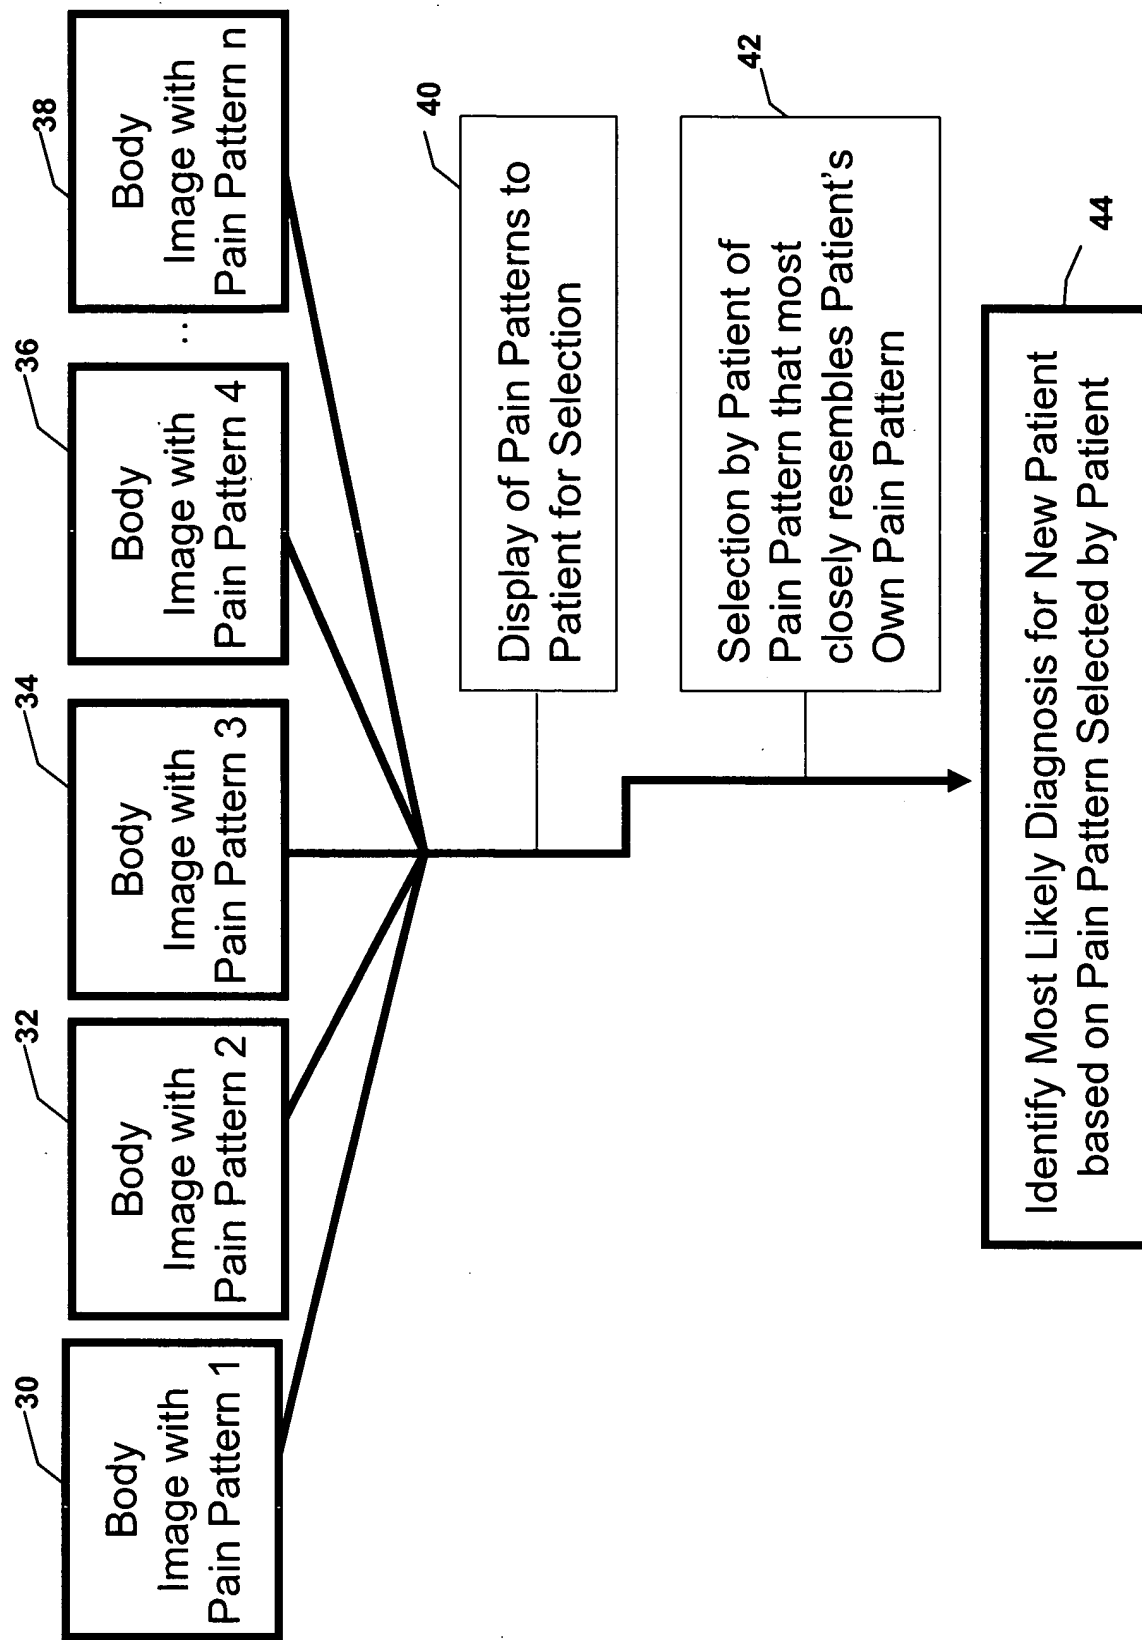 30
Body
Image with
Pain Pattern 1
32
Body
Image with
Pain Pattern 2
34
Body
Image with
Pain Pattern 3
36
Body
Image with
Pain Pattern 4
...
38
Body
Image with
Pain Pattern n
40
Display of Pain Patterns to
Patient for Selection
42
Selection by Patient of
Pain Pattern that most
closely resembles Patient's
Own Pain Pattern
44
Identify Most Likely Diagnosis for New Patient
based on Pain Pattern Selected by Patient